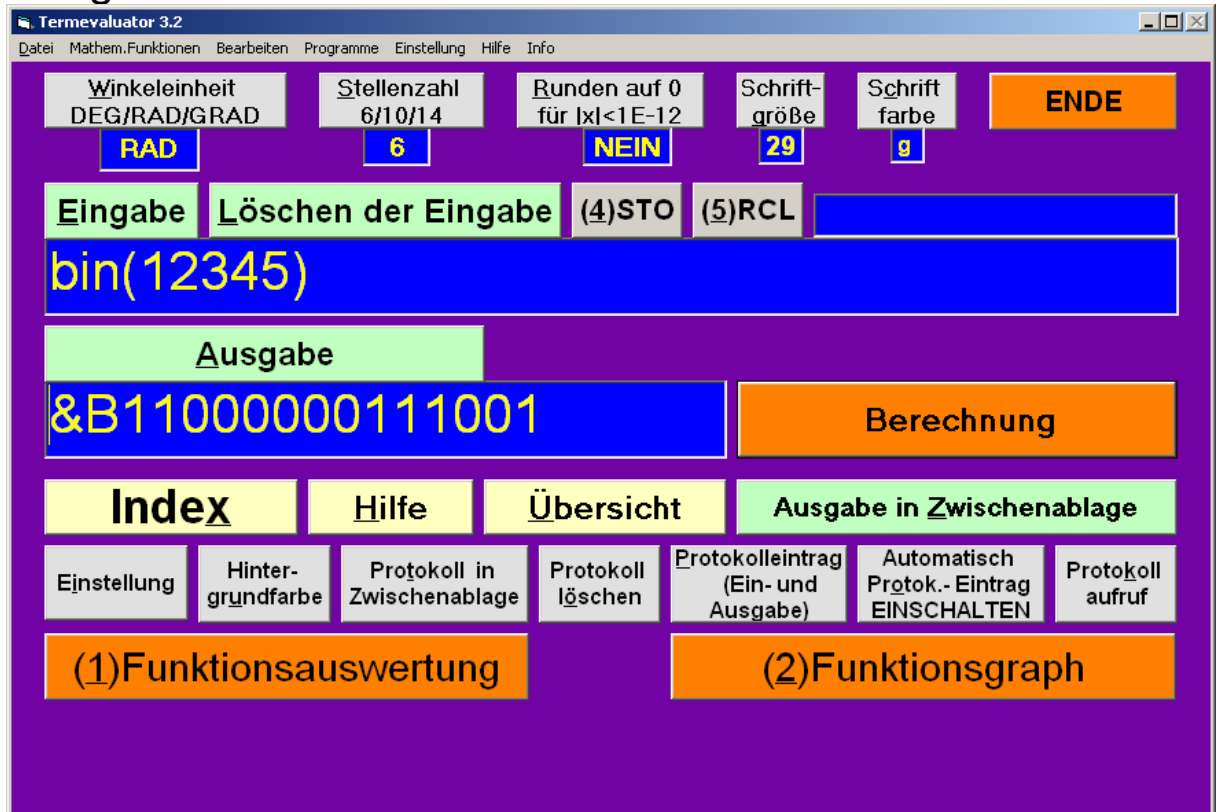 Termevaluator 3.2
Datei Mathem.Funktionen Bearbeiten Programme Einstellung Hilfe Info
Winkeleinheit
DEG/RAD/GRAD
RAD
Stellenzahl
6/10/14
6
Runden auf 0
für |x|<1E-12
NEIN
Schrift-
größe
29
Schrift
farbe
g
ENDE
Eingabe
Löschen der Eingabe
(4)STO
(5)RCL
bin(12345)
Ausgabe
&B11000000111001
Berechnung
Index
Hilfe
Übersicht
Ausgabe in Zwischenablage
Einstellung
Hinter-
grundfarbe
Protokoll in
Zwischenablage
Protokoll
löschen
Protokolleintrag
(Ein- und
Ausgabe)
Automatisch
Protok.- Eintrag
EINSCHALTEN
Protokoll
aufruf
(1)Funktionsauswertung
(2)Funktionsgraph